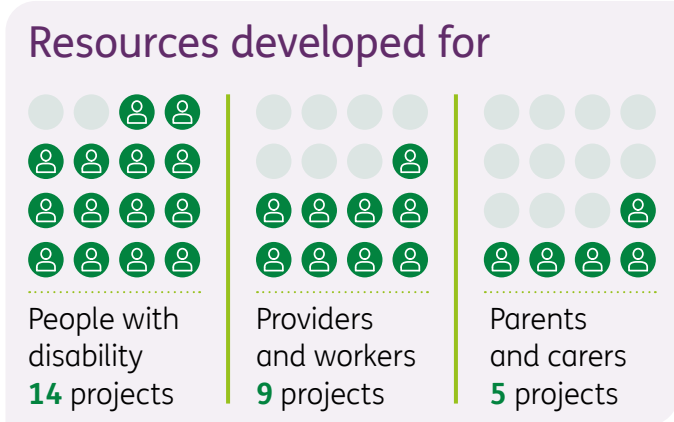 Resources developed for
People with
disability
14 projects
Providers
and workers
9 projects
Parents
and carers
5 projects